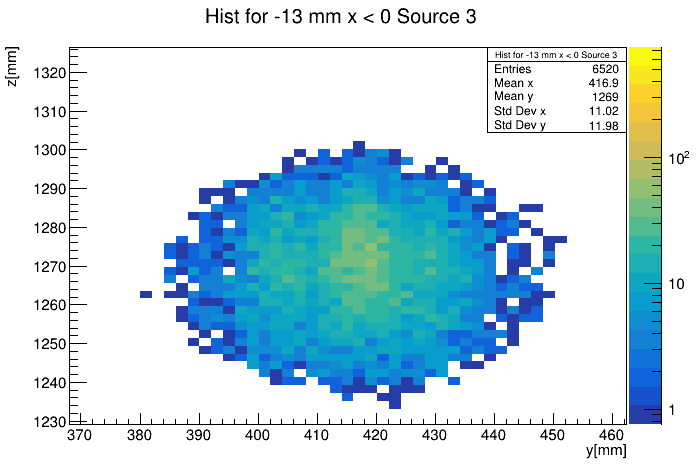 Hist for -13 mm x < 0 Source 3
z[mm]
Hist for -13 mm x < 0 Source 3
Entries 6520
Mean x 416.9
Mean y 1269
Std Dev x 11.02
Std Dev y 11.98
1320
1310
1300
1290
1280
1270
1260
1250
1240
1230
10²
10
1
370 380 390 400 410 420 430 440 450 460
y[mm]